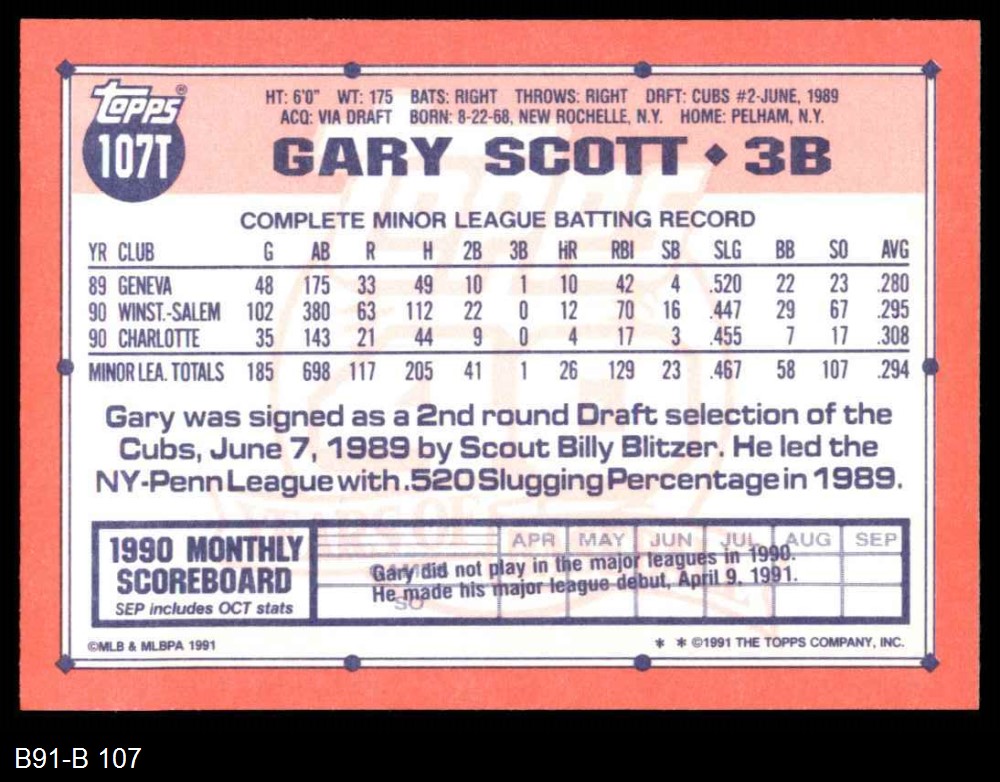 Topps®
107T
HT: 6'0" WT: 175 BATS: RIGHT THROWS: RIGHT DRFT: CUBS #2-JUNE, 1989
ACQ: VIA DRAFT BORN: 8-22-68, NEW ROCHELLE, N.Y. HOME: PELHAM, N.Y.
GARY SCOTT ◆ 3B
COMPLETE MINOR LEAGUE BATTING RECORD
YR CLUB G AB R H 2B 3B HR RBI SB SLG BB SO AVG
89 GENEVA 48 175 33 49 10 1 10 42 4 .520 22 23 .280
90 WINST.-SALEM 102 380 63 112 22 0 12 70 16 .447 29 67 .295
90 CHARLOTTE 35 143 21 44 9 0 4 17 3 .455 7 17 .308
MINOR LEA. TOTALS 185 698 117 205 41 1 26 129 23 .467 58 107 .294
Gary was signed as a 2nd round Draft selection of the
Cubs, June 7, 1989 by Scout Billy Blitzer. He led the
NY-Penn League with .520 Slugging Percentage in 1989.
1990 MONTHLY
SCOREBOARD
SEP includes OCT stats
APR MAY JUN JUL AUG SEP
Gary did not play in the major leagues in 1990.
He made his major league debut, April 9, 1991.
SO
©MLB & MLBPA 1991
* * ©1991 THE TOPPS COMPANY, INC.
B91-B 107